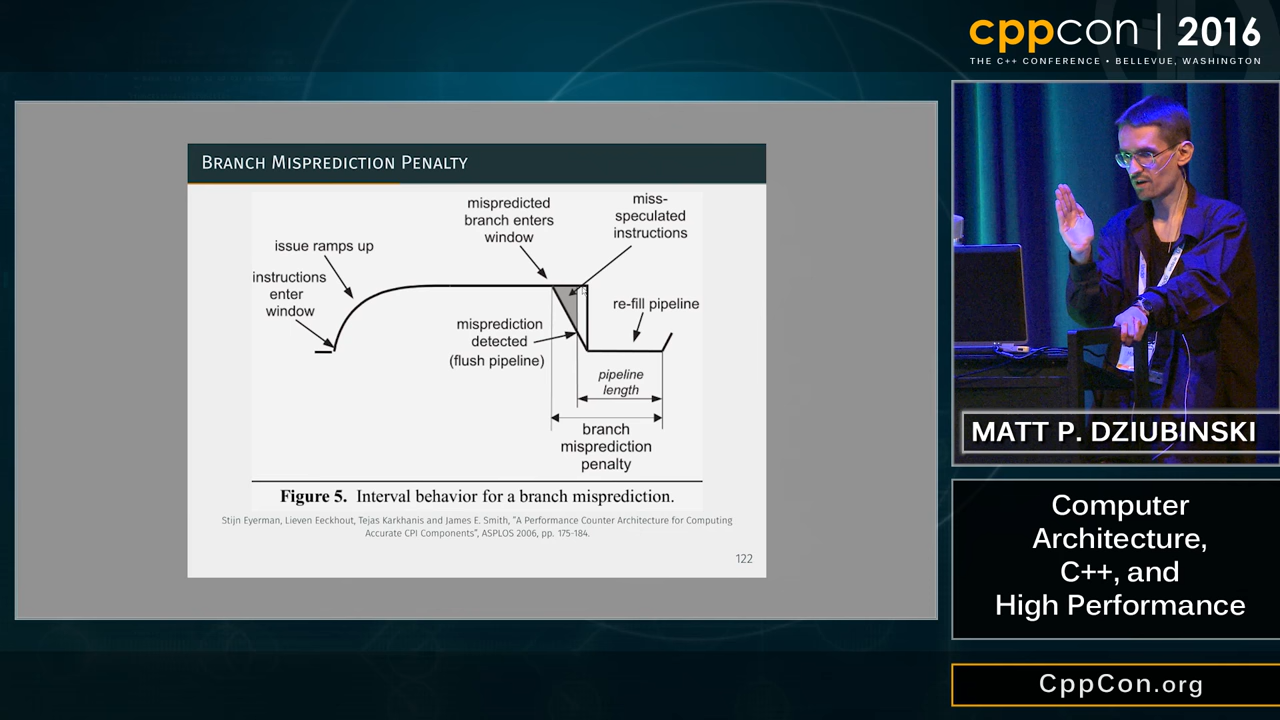 cppcon | 2016
THE C++ CONFERENCE • BELLEVUE, WASHINGTON
BRANCH MISPREDICTION PENALTY
mispredicted
branch enters
window
miss-
speculated
instructions
issue ramps up
instructions
enter
window
re-fill pipeline
misprediction
detected
(flush pipeline)
pipeline
length
branch
misprediction
penalty
Figure 5. Interval behavior for a branch misprediction.
Stijn Eyerman, Lieven Eeckhout, Tejas Karkhanis and James E. Smith, "A Performance Counter Architecture for Computing
Accurate CPI Components", ASPLOS 2006, pp. 175-184.
122
MATT P. DZIUBINSKI
Computer
Architecture,
C++, and
High Performance
CppCon.org